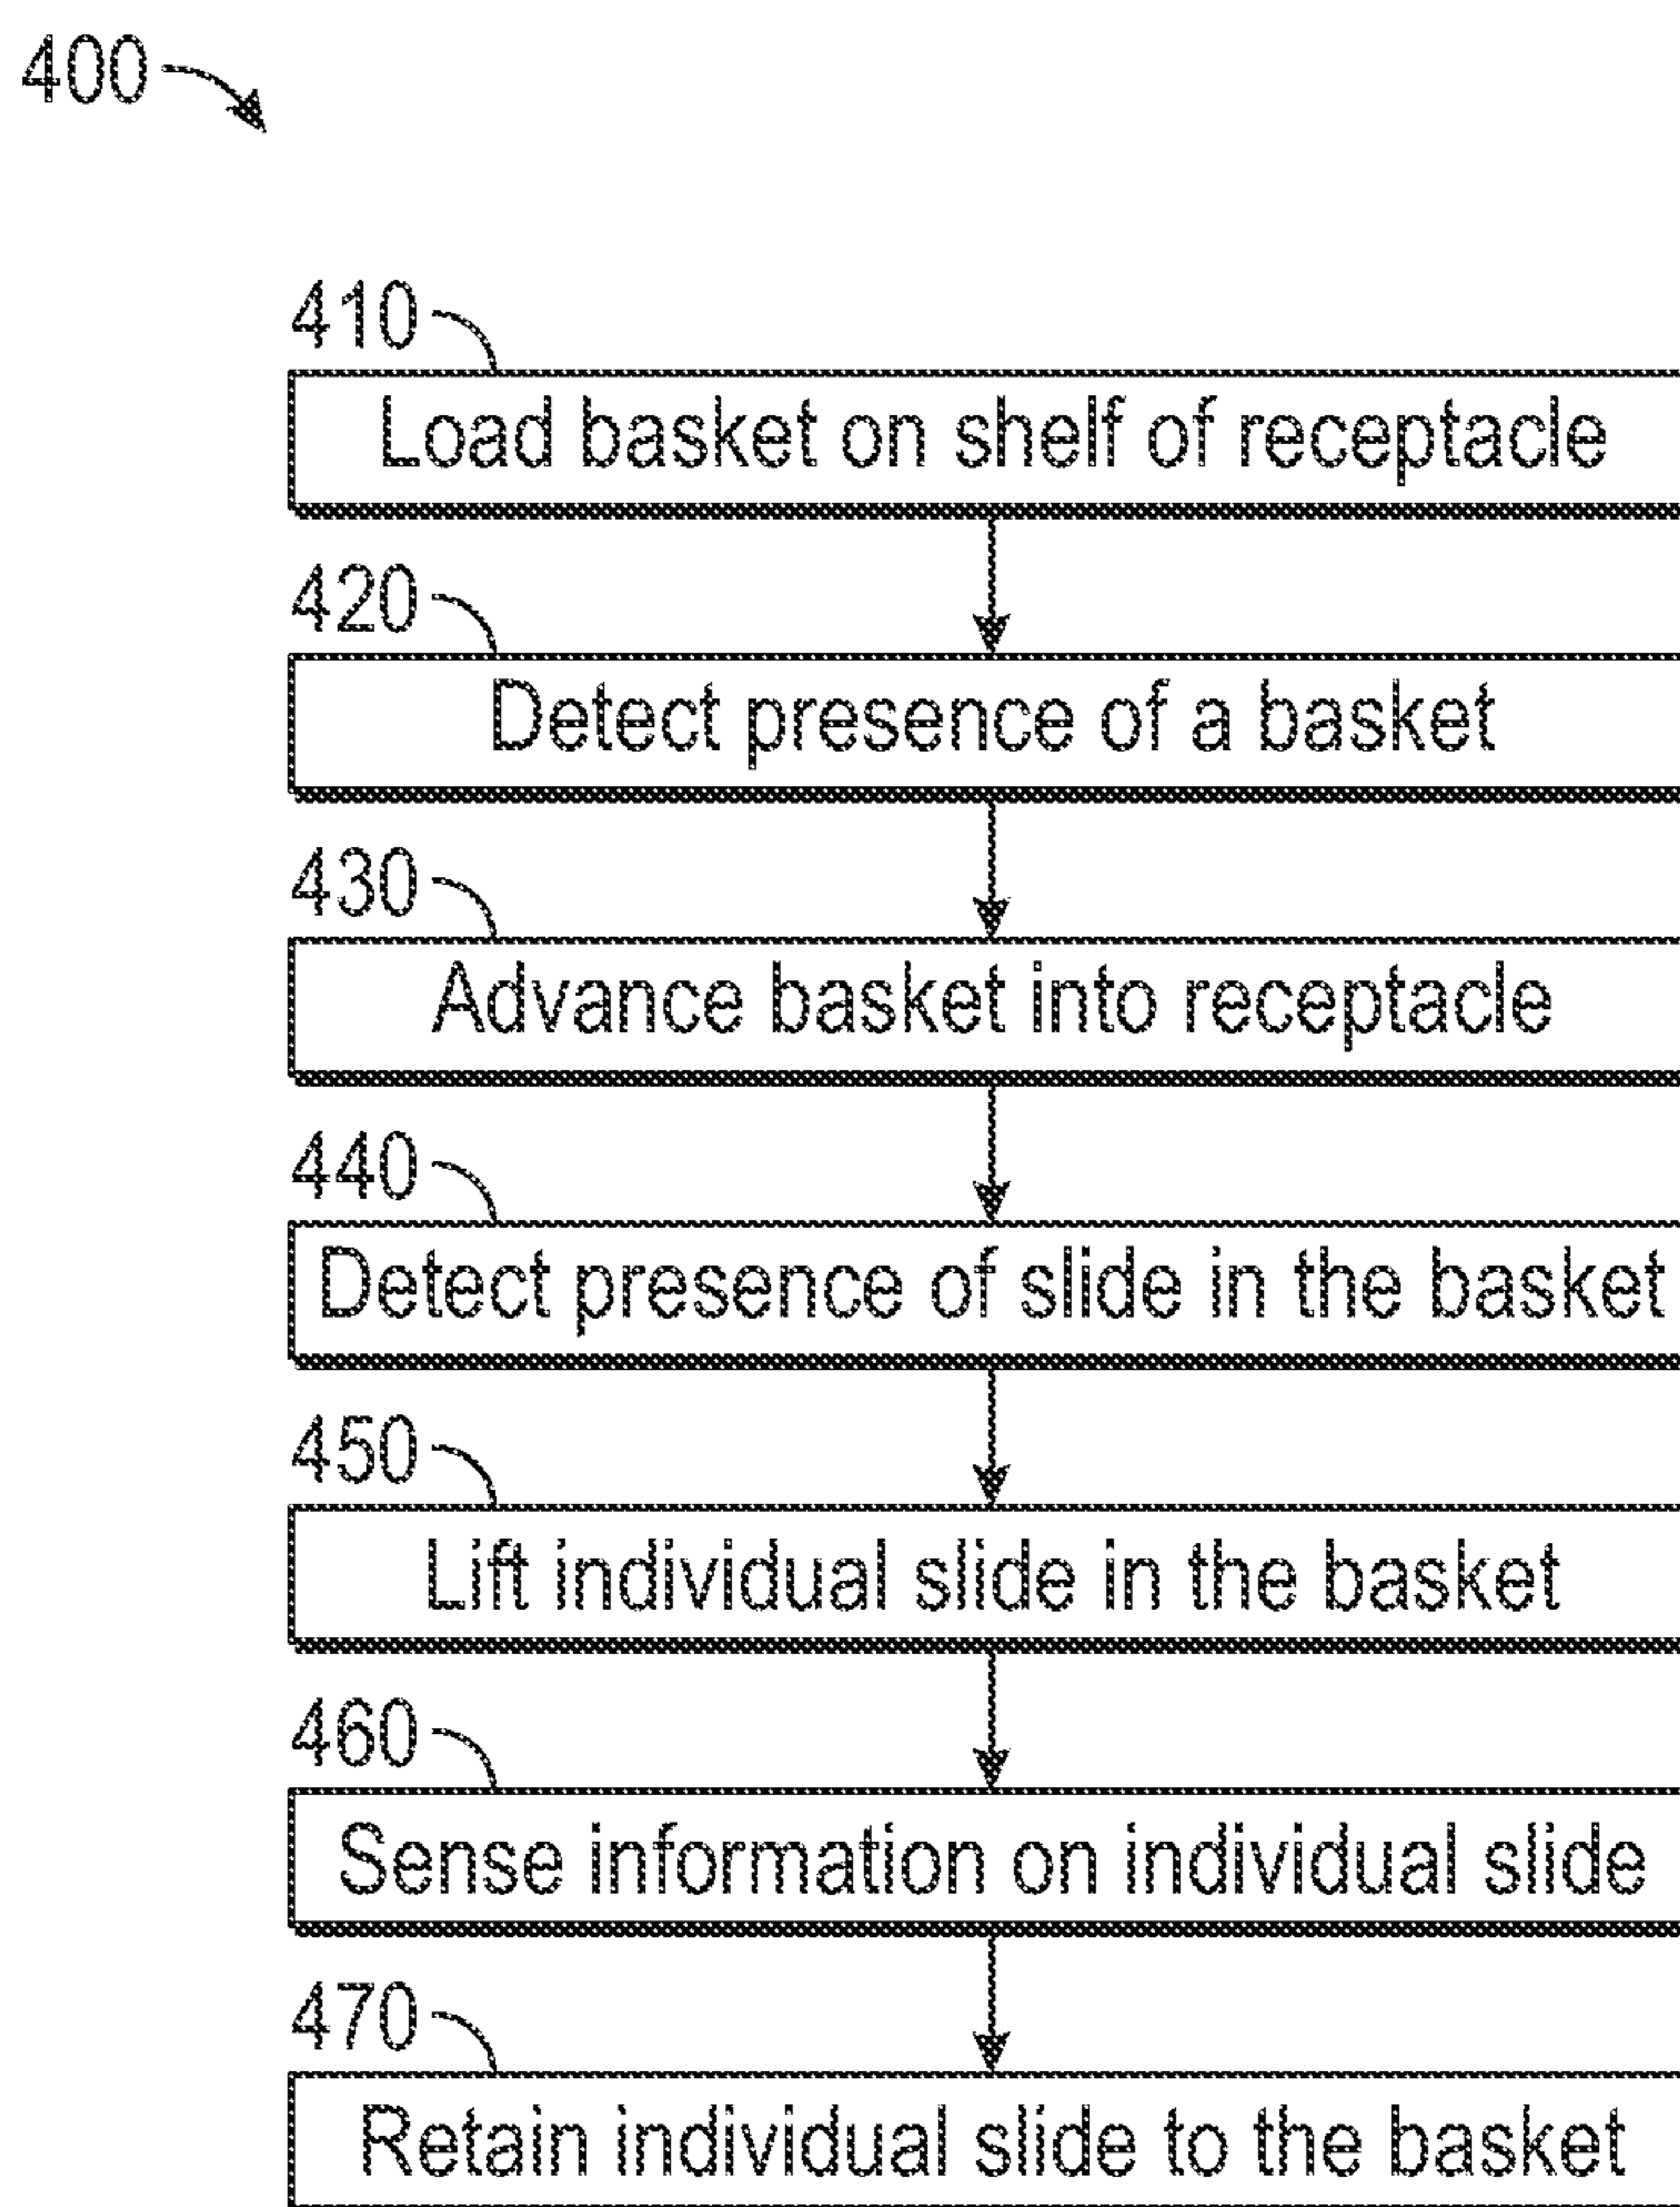 400
410
Load basket on shelf of receptacle
420
Detect presence of a basket
430
Advance basket into receptacle
440
Detect presence of slide in the basket
450
Lift individual slide in the basket
460
Sense information on individual slide
470
Retain individual slide to the basket